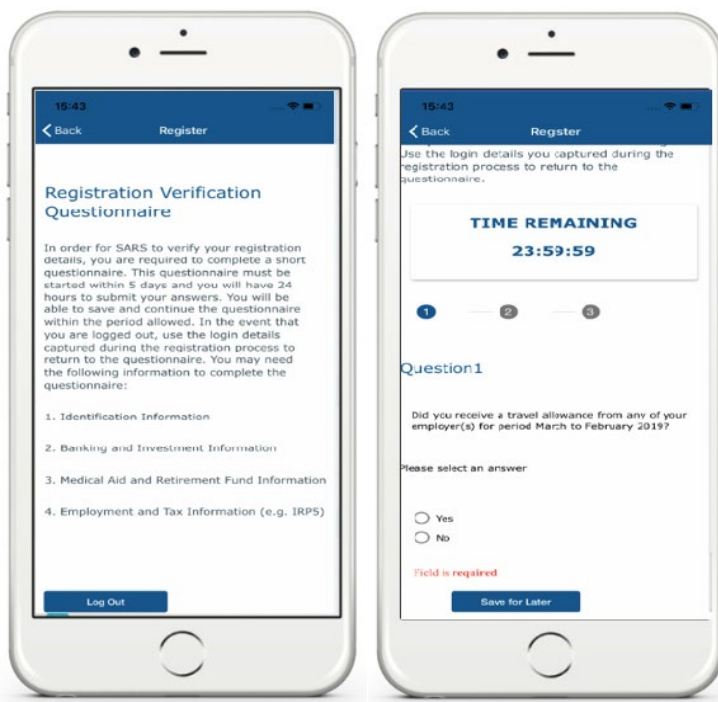 15:43
Back Register
Registration Verification
Questionnaire
In order for SARS to verify your registration
details, you are required to complete a short
questionnaire. This questionnaire must be
started within 5 days and you will have 24
hours to submit your answers. You will be
able to save and continue the questionnaire
within the period allowed. In the event that
you are logged out, use the login details
captured during the registration process to
return to the questionnaire. You may need
the following information to complete the
questionnaire:
1. Identification Information
2. Banking and Investment Information
3. Medical Aid and Retirement Fund Information
4. Employment and Tax Information (e.g. IRP5)
Log Out
15:43
Back Regster
Use the login details you captured during the
registration process to return to the
questionnaire.
TIME REMAINING
23:59:59
1 2 3
Question1
Did you receive a travel allowance from any of your
employer(s) for period March to February 2019?
Please select an answer
Yes
No
Field is required
Save for Later